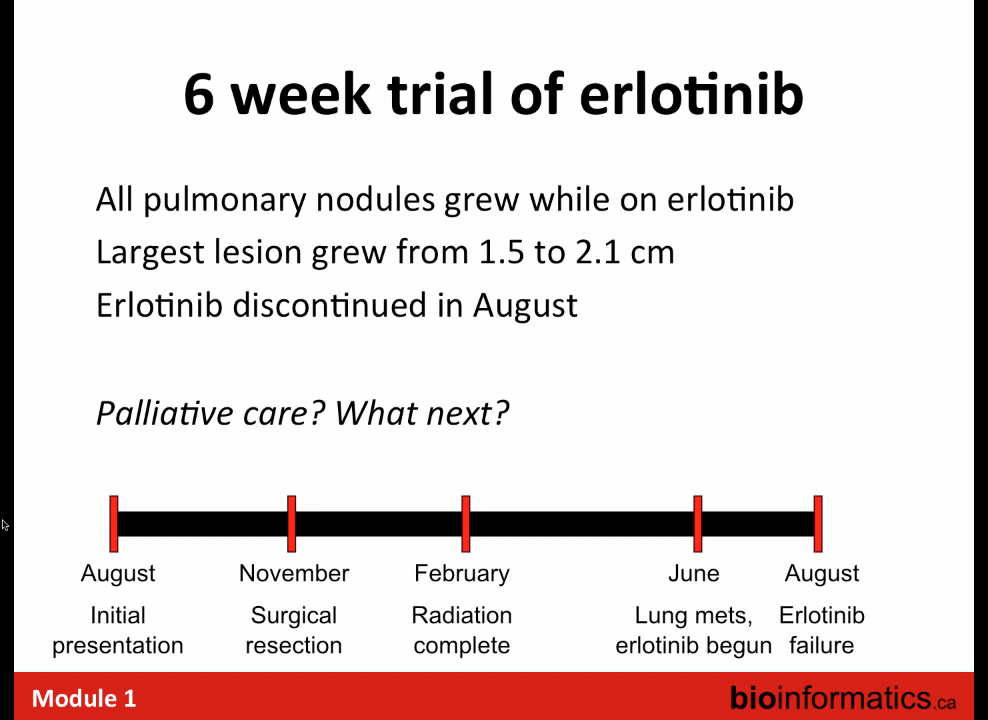 6 week trial of erlotinib
All pulmonary nodules grew while on erlotinib
Largest lesion grew from 1.5 to 2.1 cm
Erlotinib discontinued in August
Palliative care? What next?
August November February June August
Initial presentation
Surgical resection
Radiation complete
Lung mets, erlotinib begun
Erlotinib failure
Module 1
bioinformatics.ca